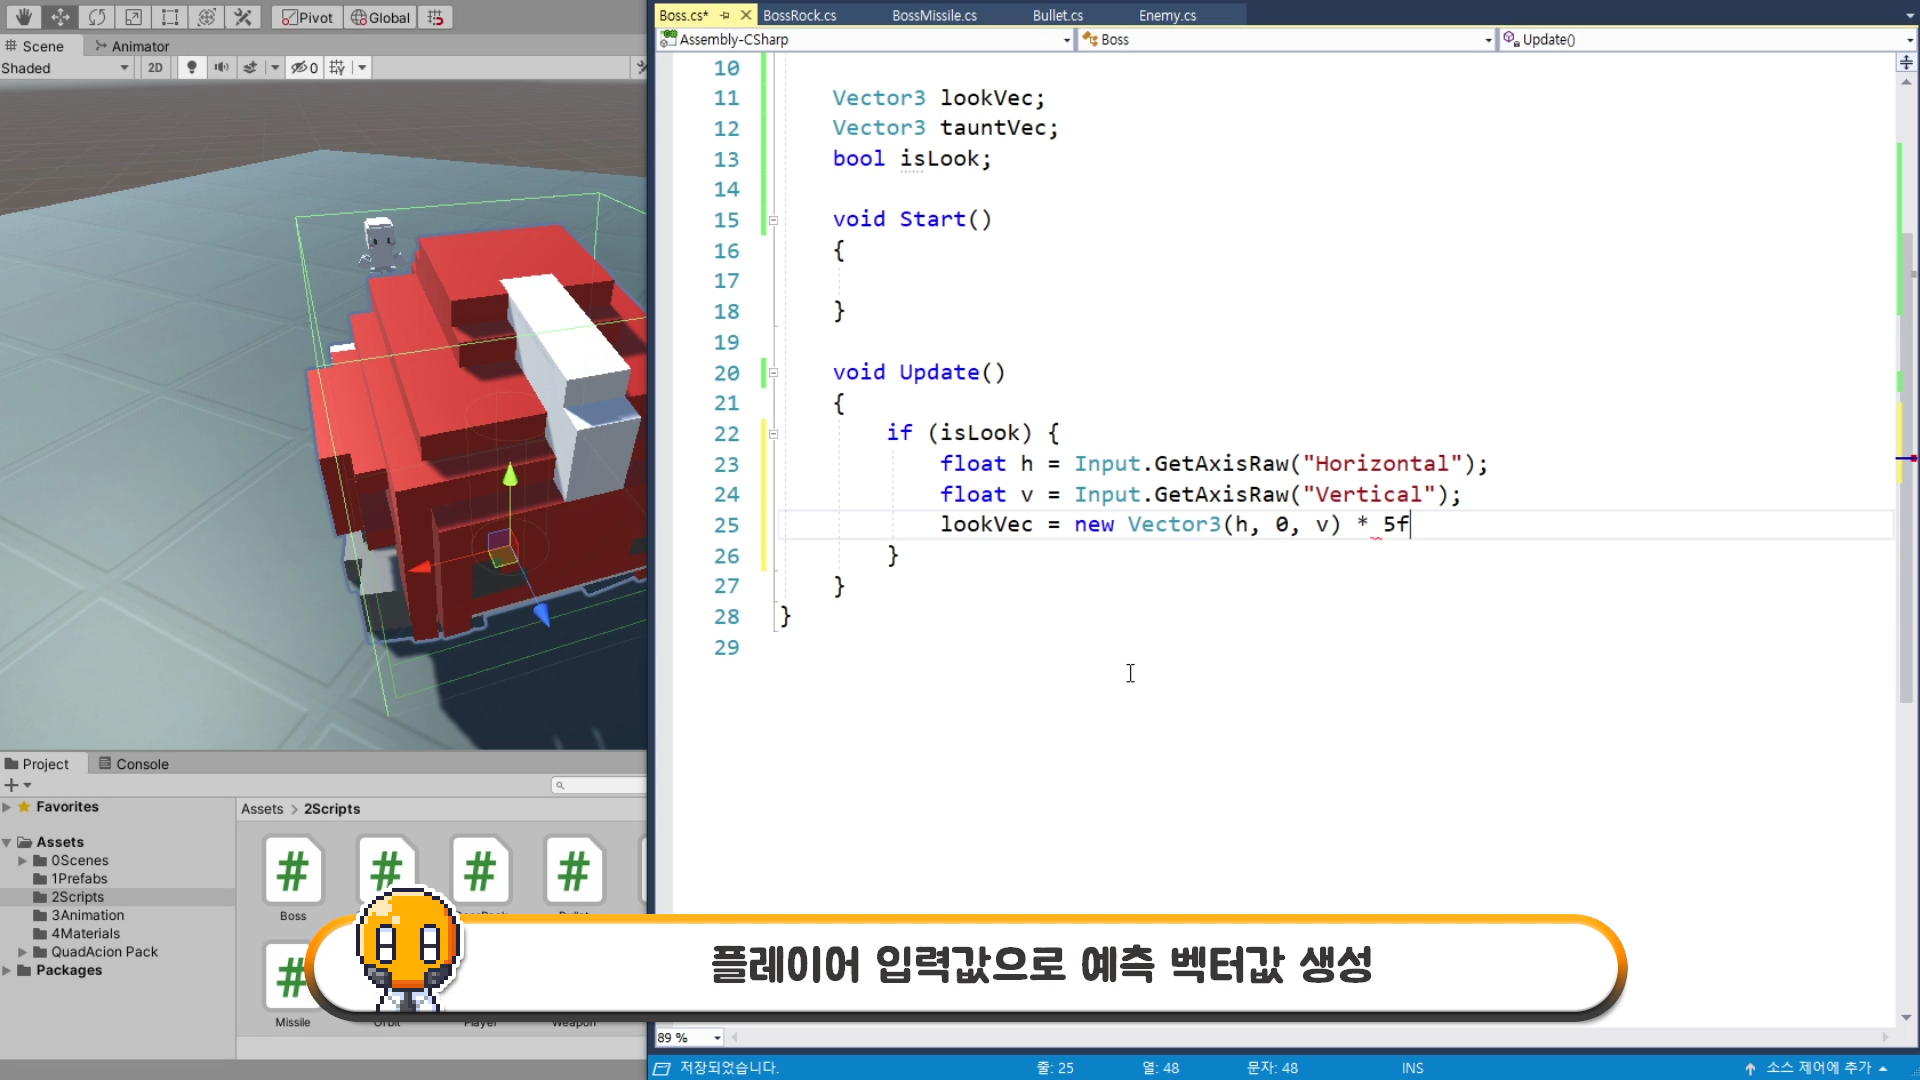 Pivot
Global
Scene
Animator
Shaded
2D
0
Boss.cs*
BossRock.cs
BossMissile.cs
Bullet.cs
Enemy.cs
Assembly-CSharp
Boss
Update()
10
11 Vector3 lookVec;
12 Vector3 tauntVec;
13 bool isLook;
14
15 void Start()
16 {
17
18 }
19
20 void Update()
21 {
22 if (isLook) {
23 float h = Input.GetAxisRaw("Horizontal");
24 float v = Input.GetAxisRaw("Vertical");
25 lookVec = new Vector3(h, 0, v) * 5f
26 }
27 }
28 }
29
Project
Console
Favorites
Assets
0Scenes
1Prefabs
2Scripts
3Animation
4Materials
QuadAcion Pack
Packages
Assets > 2Scripts
Boss
Missile
Orbit
Player
Weapon
플레이어 입력값으로 예측 벡터값 생성
89 %
저장되었습니다.
줄: 25
열: 48
문자: 48
INS
소스 제어에 추가